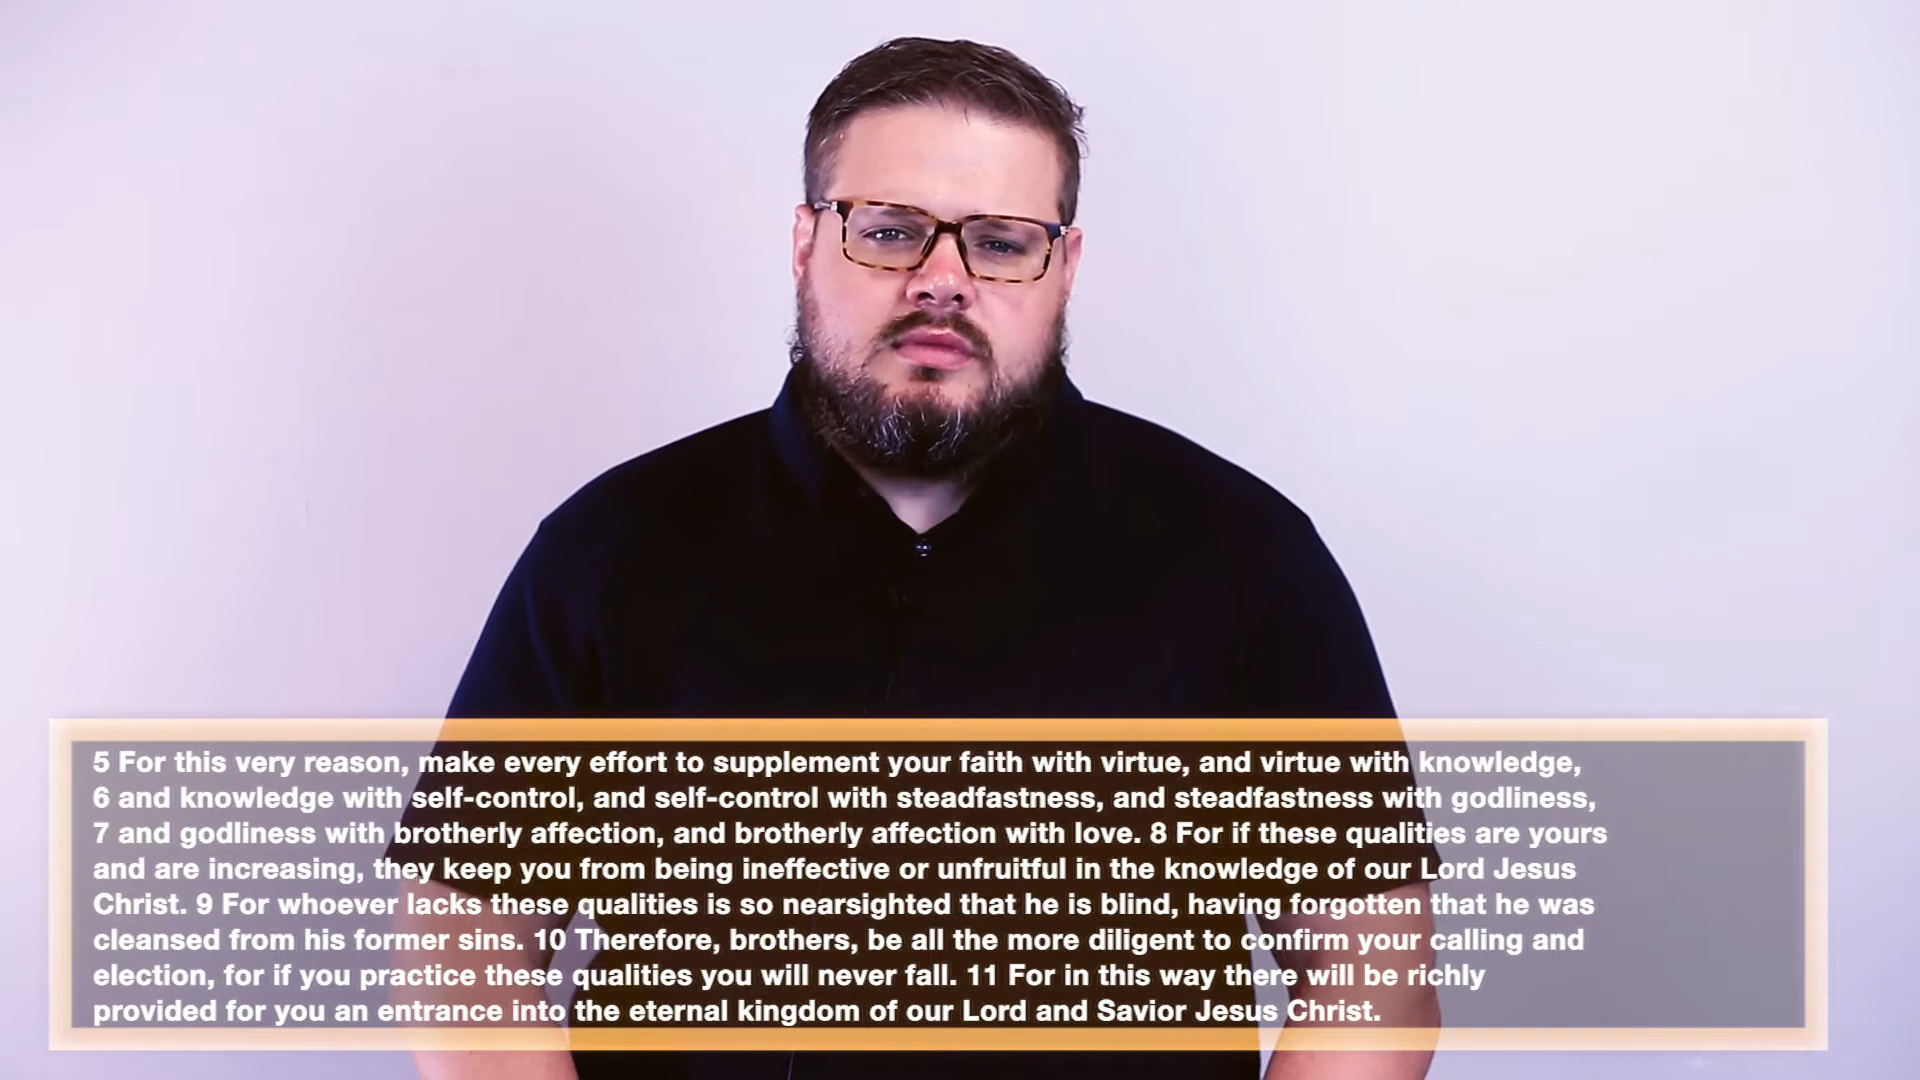 5 For this very reason, make every effort to supplement your faith with virtue, and virtue with knowledge,
6 and knowledge with self-control, and self-control with steadfastness, and steadfastness with godliness,
7 and godliness with brotherly affection, and brotherly affection with love. 8 For if these qualities are yours
and are increasing, they keep you from being ineffective or unfruitful in the knowledge of our Lord Jesus
Christ. 9 For whoever lacks these qualities is so nearsighted that he is blind, having forgotten that he was
cleansed from his former sins. 10 Therefore, brothers, be all the more diligent to confirm your calling and
election, for if you practice these qualities you will never fall. 11 For in this way there will be richly
provided for you an entrance into the eternal kingdom of our Lord and Savior Jesus Christ.